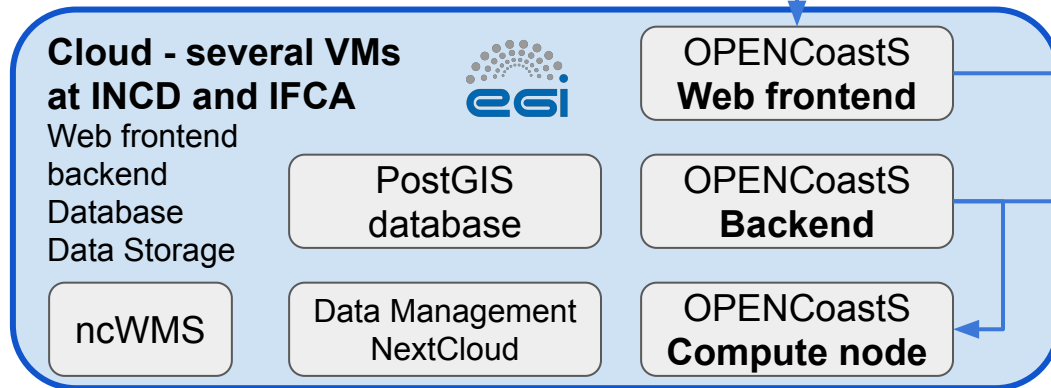 Cloud - several VMs
at INCD and IFCA
Web frontend
backend
Database
Data Storage
egi
OPENCoastS
Web frontend
PostGIS
database
OPENCoastS
Backend
ncWMS
Data Management
NextCloud
OPENCoastS
Compute node